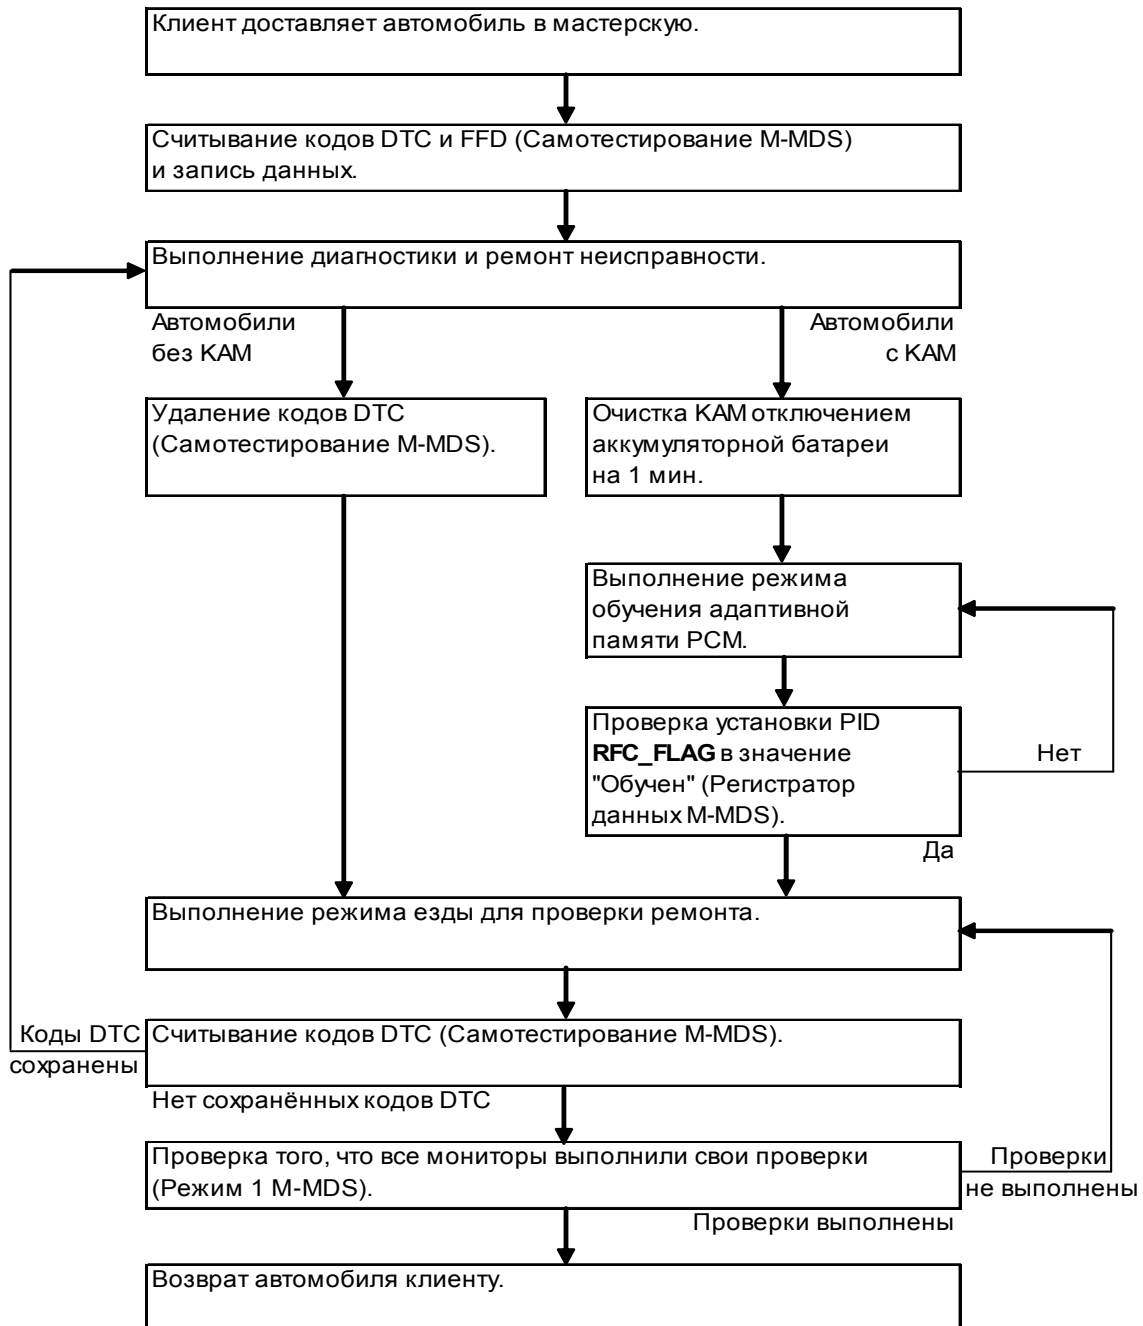 Клиент доставляет автомобиль в мастерскую.
Считывание кодов DTC и FFD (Самотестирование M-MDS)
и запись данных.
Выполнение диагностики и ремонт неисправности.
Автомобили
без KAM
Автомобили
с KAM
Удаление кодов DTC
(Самотестирование M-MDS).
Очистка KAM отключением
аккумуляторной батареи
на 1 мин.
Выполнение режима
обучения адаптивной
памяти PCM.
Проверка установки PID
RFC_FLAG в значение
"Обучен" (Регистратор
данных M-MDS).
Нет
Да
Выполнение режима езды для проверки ремонта.
Коды DTC
сохранены
Считывание кодов DTC (Самотестирование M-MDS).
Нет сохранённых кодов DTC
Проверка того, что все мониторы выполнили свои проверки
(Режим 1 M-MDS).
Проверки
не выполнены
Проверки выполнены
Возврат автомобиля клиенту.